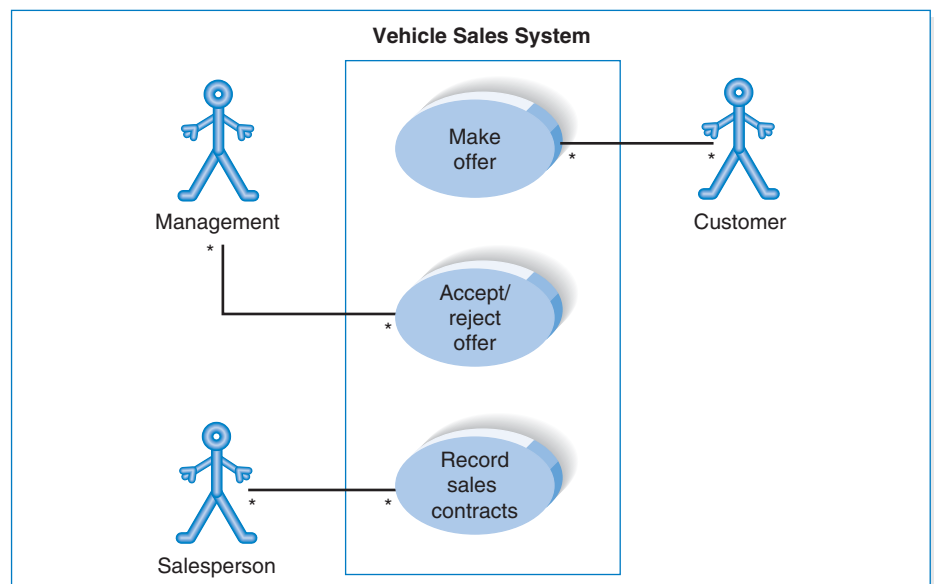 Vehicle Sales System
Make
offer
*
*
Management
Customer
*
Accept/
reject
offer
*
Record
sales
contracts
*
*
Salesperson